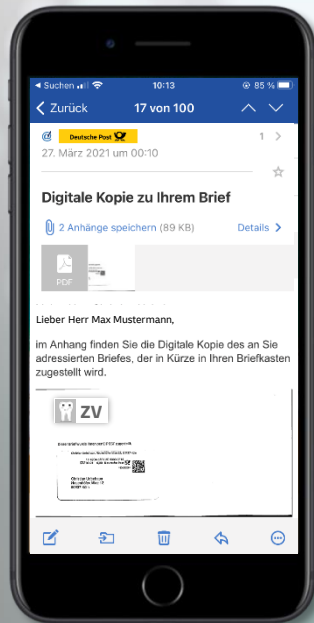 Suchen
10:13
85 %
Zurück
17 von 100
Deutsche Post
1
27. März 2021 um 00:10
Digitale Kopie zu Ihrem Brief
2 Anhänge speichern (89 KB)
Details
PDF
Lieber Herr Max Mustermann,
im Anhang finden Sie die Digitale Kopie des an Sie
adressierten Briefes, der in Kürze in Ihren Briefkasten
zugestellt wird.
ZV